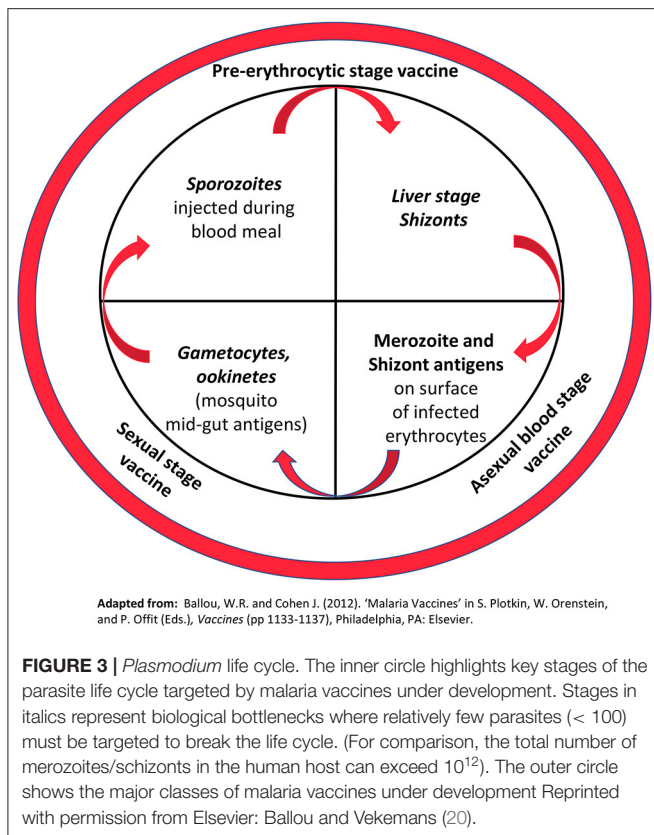 Pre-erythrocytic stage vaccine
Sporozoites
injected during
blood meal
Liver stage
Shizonts
Gametocytes,
ookinetes
(mosquito
mid-gut antigens)
Merozoite and
Shizont antigens
on surface
of infected
erythrocytes
Sexual stage
vaccine
Asexual blood stage
vaccine
Adapted from: Ballou, W.R. and Cohen J. (2012). ‘Malaria Vaccines’ in S. Plotkin, W. Orenstein,
and P. Offit (Eds.), Vaccines (pp 1133-1137), Philadelphia, PA: Elsevier.
FIGURE 3 | Plasmodium life cycle. The inner circle highlights key stages of the
parasite life cycle targeted by malaria vaccines under development. Stages in
italics represent biological bottlenecks where relatively few parasites (< 100)
must be targeted to break the life cycle. (For comparison, the total number of
merozoites/schizonts in the human host can exceed 10¹²). The outer circle
shows the major classes of malaria vaccines under development Reprinted
with permission from Elsevier: Ballou and Vekemans (20).